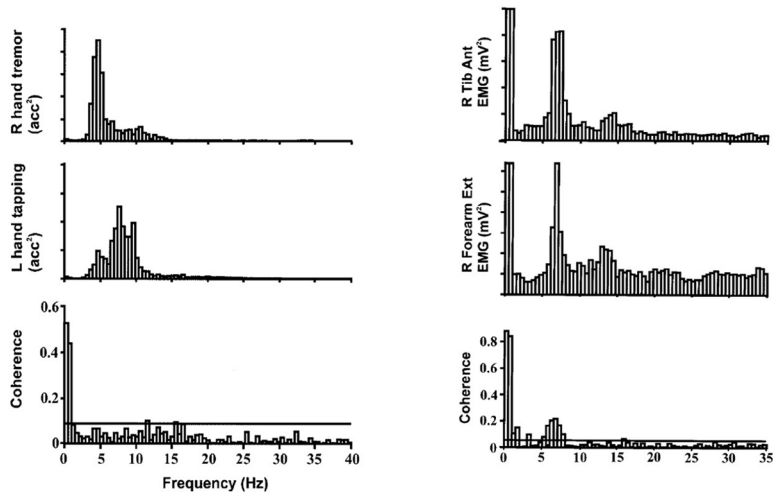 R hand tremor
(acc²)
L hand tapping
(acc²)
0.6
0.4
0.2
0
Coherence
0 5 10 15 20 25 30 35 40
Frequency (Hz)
R Tib Ant
EMG (mV²)
R Forearm Ext
EMG (mV²)
0.8
0.6
0.4
0.2
0.0
Coherence
0 5 10 15 20 25 30 35